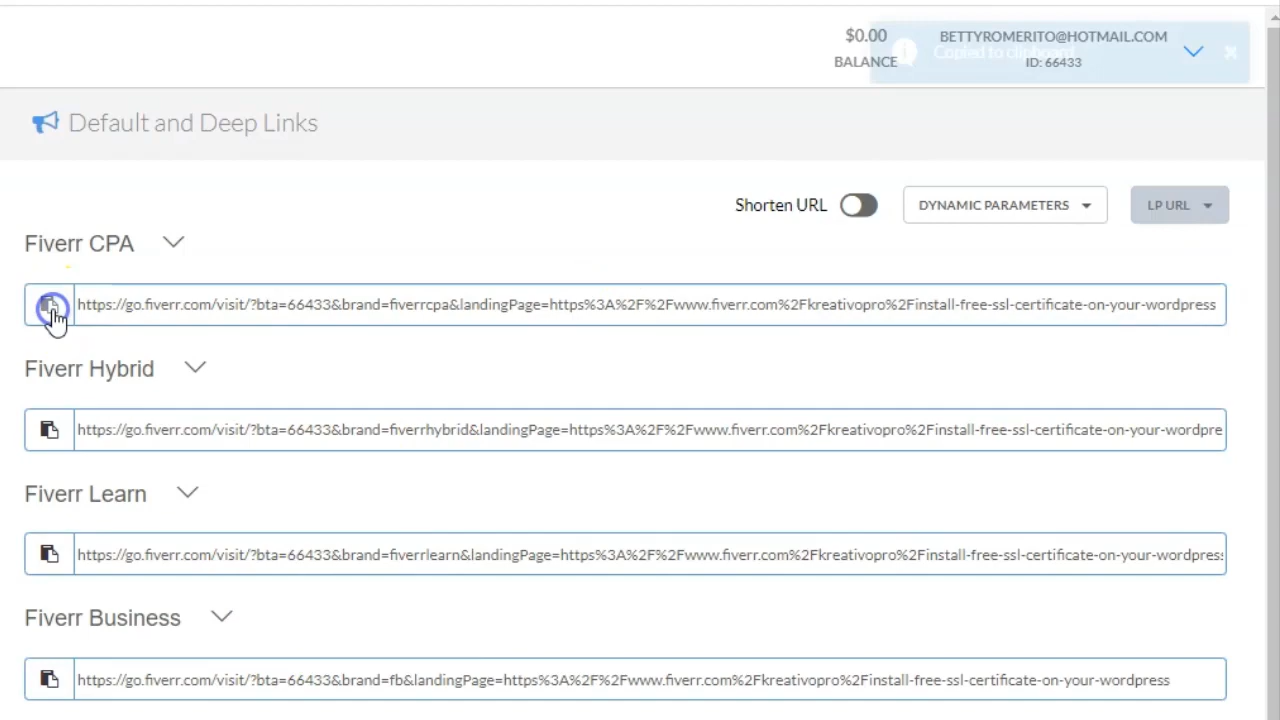 $0.00
BALANCE
BETTYROMERITO@HOTMAIL.COM
ID: 66433
Copied to clipboard
Default and Deep Links
Shorten URL
DYNAMIC PARAMETERS
LP URL
Fiverr CPA
https://go.fiverr.com/visit/?bta=66433&brand=fiverrcpa&landingPage=https%3A%2F%2Fwww.fiverr.com%2Fkreativopro%2Finstall-free-ssl-certificate-on-your-wordpress
Fiverr Hybrid
https://go.fiverr.com/visit/?bta=66433&brand=fiverrhybrid&landingPage=https%3A%2F%2Fwww.fiverr.com%2Fkreativopro%2Finstall-free-ssl-certificate-on-your-wordpre
Fiverr Learn
https://go.fiverr.com/visit/?bta=66433&brand=fiverrlearn&landingPage=https%3A%2F%2Fwww.fiverr.com%2Fkreativopro%2Finstall-free-ssl-certificate-on-your-wordpress
Fiverr Business
https://go.fiverr.com/visit/?bta=66433&brand=fb&landingPage=https%3A%2F%2Fwww.fiverr.com%2Fkreativopro%2Finstall-free-ssl-certificate-on-your-wordpress